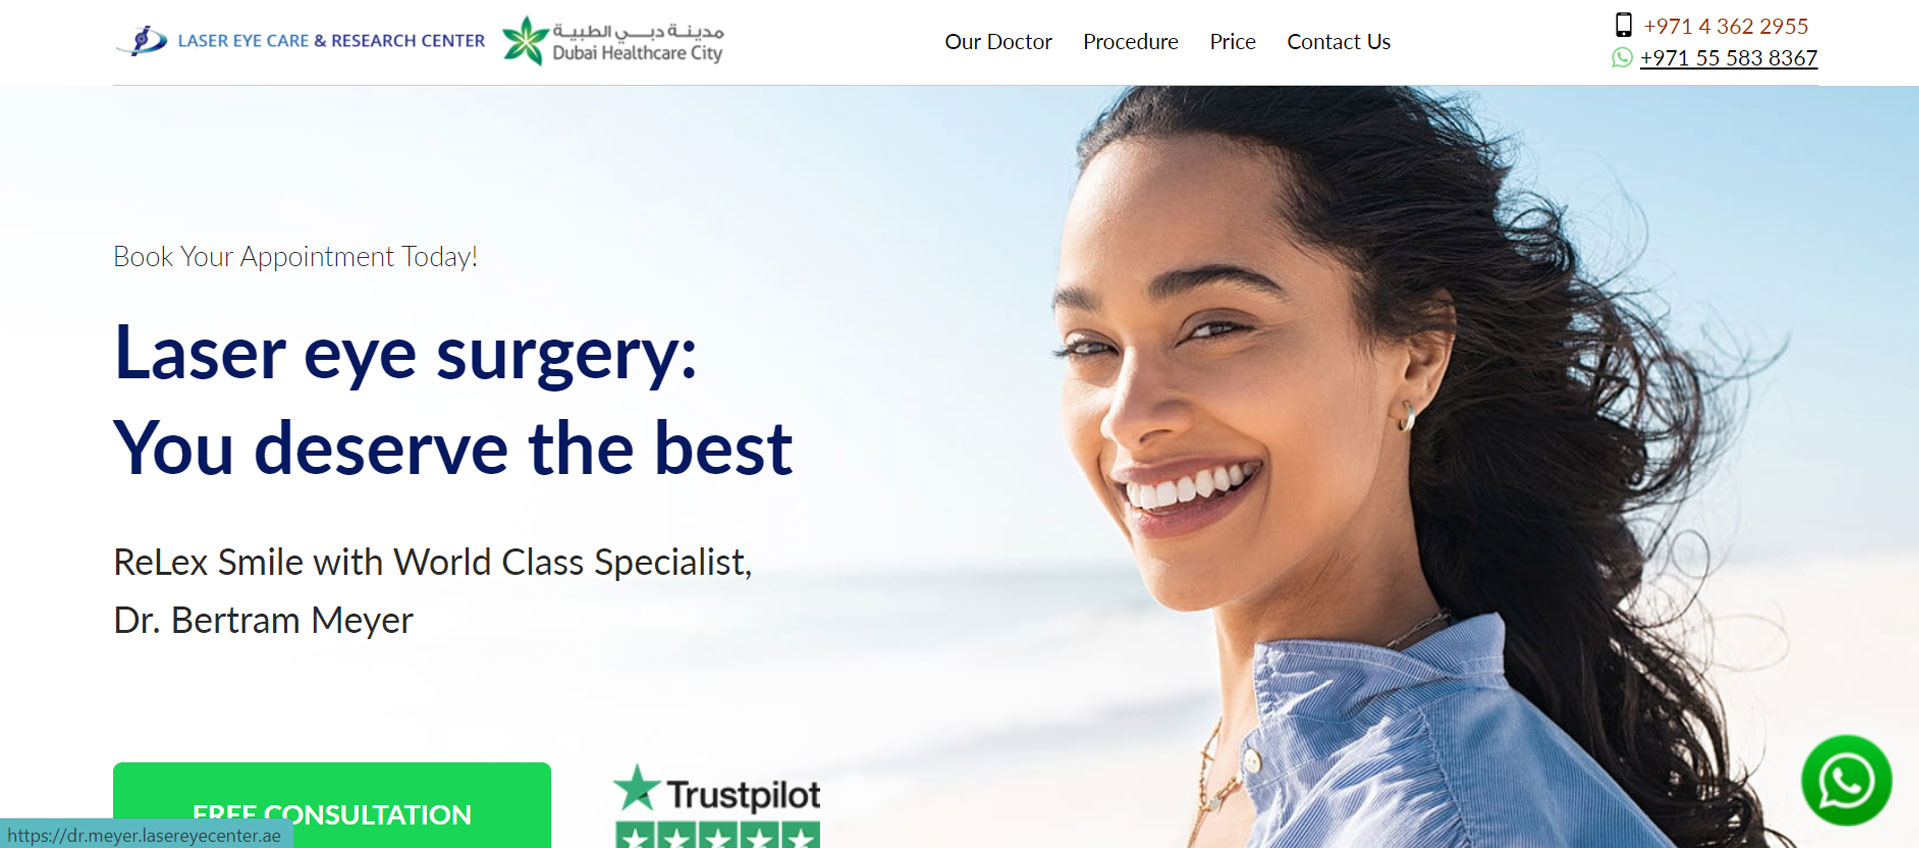 LASER EYE CARE & RESEARCH CENTER
مدينة دبي الطبية
Dubai Healthcare City
Our Doctor
Procedure
Price
Contact Us
+971 4 362 2955
+971 55 583 8367
Book Your Appointment Today!
Laser eye surgery:
You deserve the best
ReLex Smile with World Class Specialist,
Dr. Bertram Meyer
FREE CONSULTATION
Trustpilot
https://dr.meyer.lasereyecenter.ae